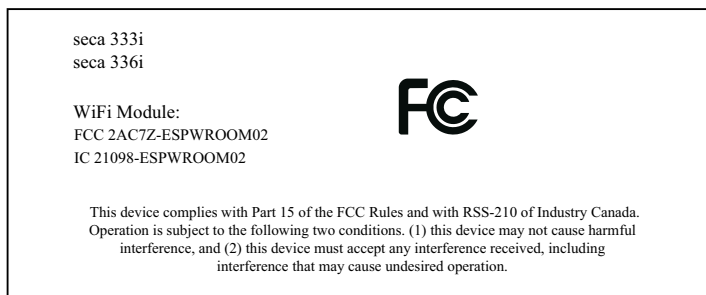 seca 333i
seca 336i
WiFi Module:
FCC 2AC7Z-ESPWROOM02
IC 21098-ESPWROOM02
FC
This device complies with Part 15 of the FCC Rules and with RSS-210 of Industry Canada.
Operation is subject to the following two conditions. (1) this device may not cause harmful
interference, and (2) this device must accept any interference received, including
interference that may cause undesired operation.